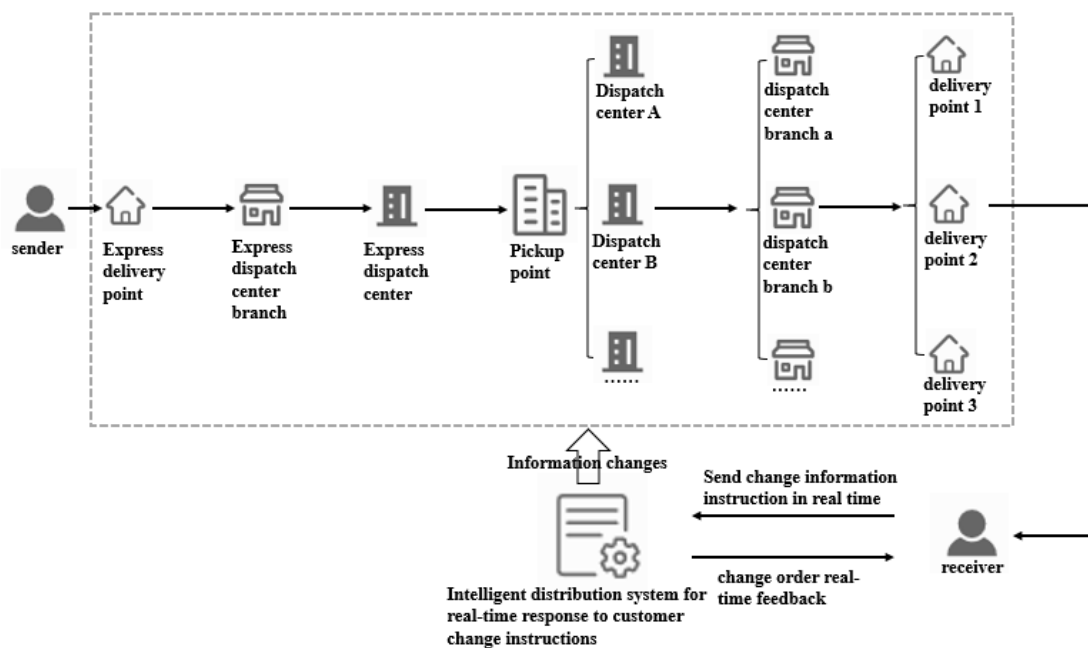 Dispatch
center A
dispatch
center
branch a
delivery
point 1
sender
Express
delivery
point
Express
dispatch
center
branch
Express
dispatch
center
Pickup
point
Dispatch
center B
dispatch
center
branch b
delivery
point 2
......
......
delivery
point 3
Information changes
Send change information
instruction in real time
change order real-
time feedback
receiver
Intelligent distribution system for
real-time response to customer
change instructions